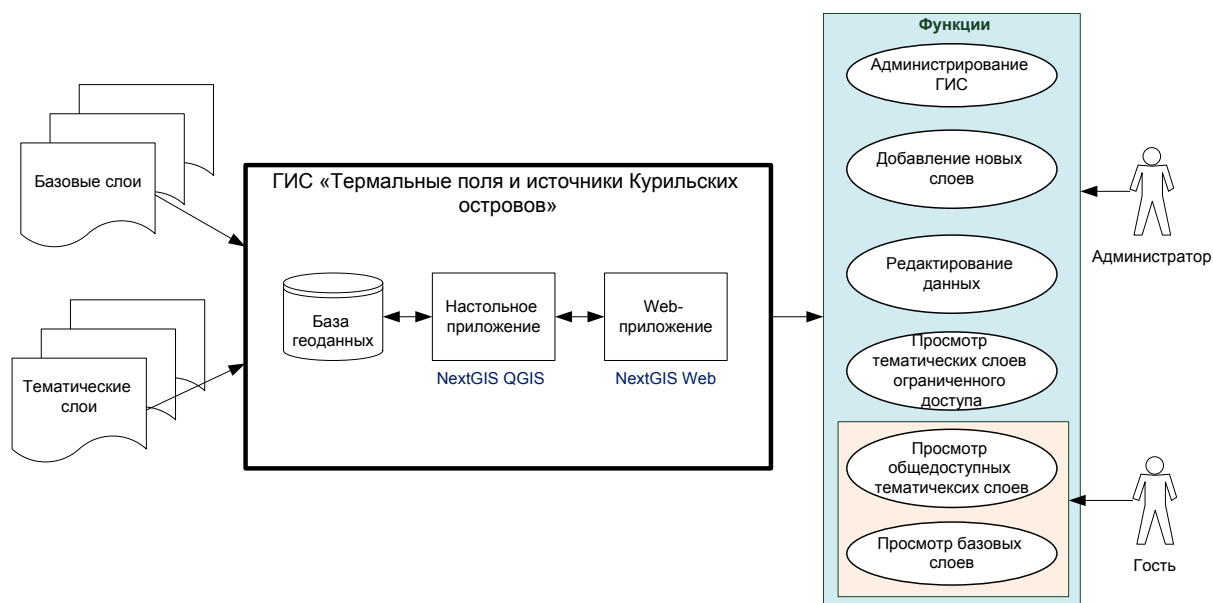 Базовые слои
Тематические
слои
ГИС «Термальные поля и источники Курильских
островов»
База
геоданных
Настольное
приложение
Web-
приложение
NextGIS QGIS
NextGIS Web
Функции
Администрирование
ГИС
Добавление новых
слоев
Редактирование
данных
Просмотр
тематических слоев
ограниченного
доступа
Просмотр
общедоступных
тематичексих слоев
Просмотр базовых
слоев
Администратор
Гость